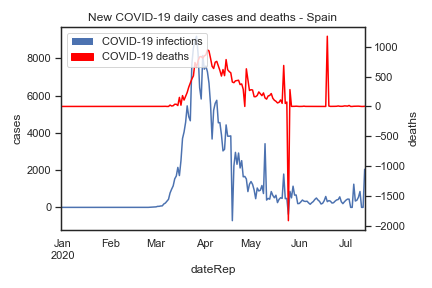 New COVID-19 daily cases and deaths - Spain
COVID-19 infections
COVID-19 deaths
8000
6000
4000
2000
0
cases
1000
500
0
−500
−1000
−1500
−2000
deaths
Jan Feb Mar Apr May Jun Jul
2020
dateRep